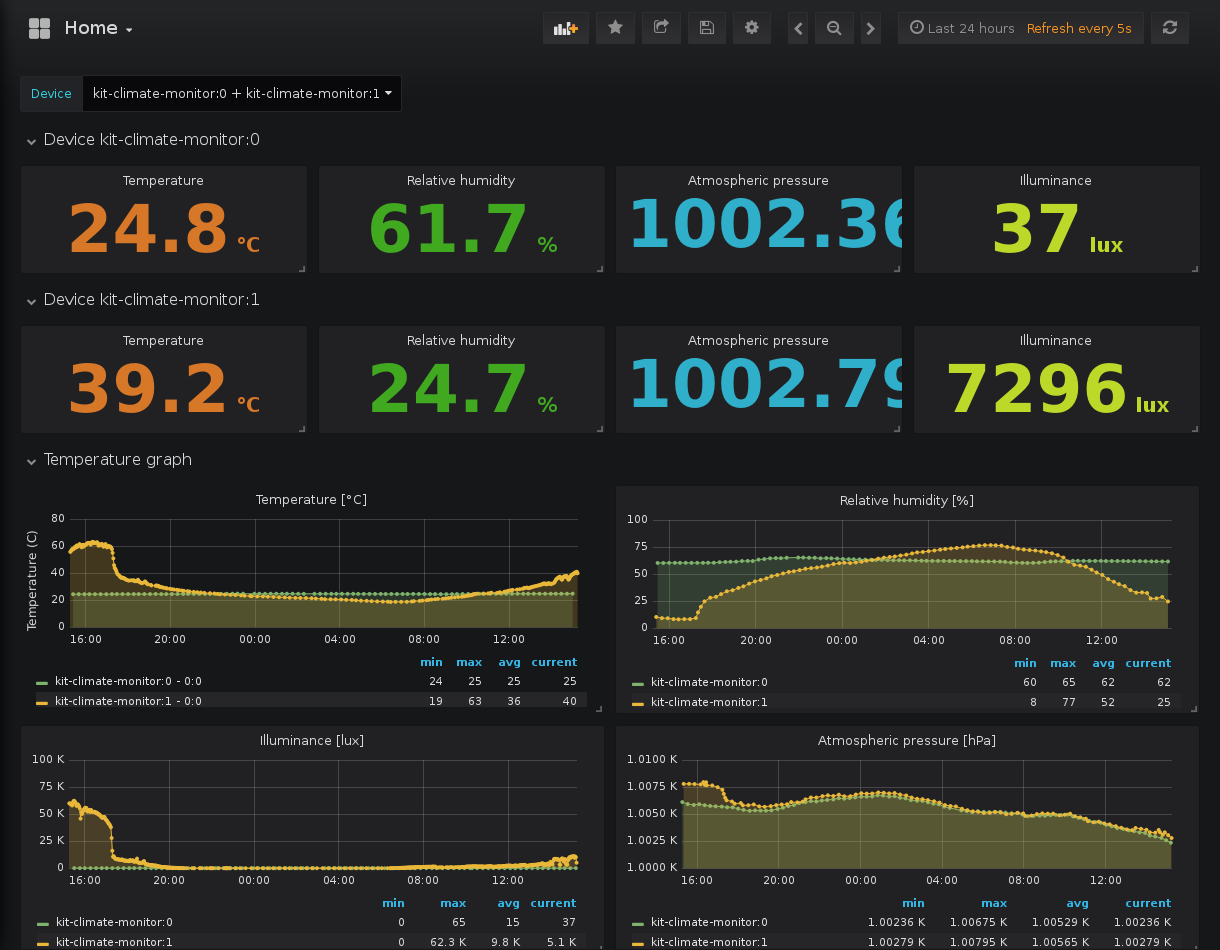 Home
Last 24 hours Refresh every 5s
Device kit-climate-monitor:0 + kit-climate-monitor:1
Device kit-climate-monitor:0
Temperature Relative humidity Atmospheric pressure Illuminance
24.8 °C 61.7 % 1002.36 37 lux
Device kit-climate-monitor:1
Temperature Relative humidity Atmospheric pressure Illuminance
39.2 °C 24.7 % 1002.79 7296 lux
Temperature graph
Temperature [°C]
Temperature (C)
80
60
40
20
0
16:00 20:00 00:00 04:00 08:00 12:00
min max avg current
kit-climate-monitor:0 - 0:0 24 25 25 25
kit-climate-monitor:1 - 0:0 19 63 36 40
Relative humidity [%]
100
75
50
25
0
16:00 20:00 00:00 04:00 08:00 12:00
min max avg current
kit-climate-monitor:0 60 65 62 62
kit-climate-monitor:1 8 77 52 25
Illuminance [lux]
100 K
75 K
50 K
25 K
0
16:00 20:00 00:00 04:00 08:00 12:00
min max avg current
kit-climate-monitor:0 0 65 15 37
kit-climate-monitor:1 0 62.3 K 9.8 K 5.1 K
Atmospheric pressure [hPa]
1.0100 K
1.0075 K
1.0050 K
1.0025 K
1.0000 K
16:00 20:00 00:00 04:00 08:00 12:00
min max avg current
kit-climate-monitor:0 1.00236 K 1.00675 K 1.00529 K 1.00236 K
kit-climate-monitor:1 1.00279 K 1.00795 K 1.00565 K 1.00279 K